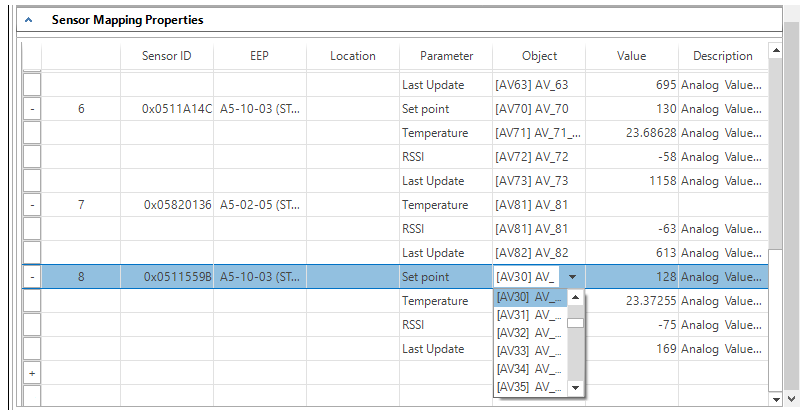 Sensor Mapping Properties
Sensor ID EEP Location Parameter Object Value Description
Last Update [AV63] AV_63 695 Analog Value...
- 6 0x0511A14C A5-10-03 (ST... Set point [AV70] AV_70 130 Analog Value...
Temperature [AV71] AV_71_... 23.68628 Analog Value...
RSSI [AV72] AV_72 -58 Analog Value...
Last Update [AV73] AV_73 1158 Analog Value...
- 7 0x05820136 A5-02-05 (ST... Temperature [AV81] AV_81
RSSI [AV81] AV_81 -63 Analog Value...
Last Update [AV82] AV_82 613 Analog Value...
- 8 0x0511559B A5-10-03 (ST... Set point [AV30] AV_ 128 Analog Value...
[AV30] AV_...
Temperature 23.37255 Analog Value...
[AV31] AV_...
RSSI [AV32] AV_... -75 Analog Value...
Last Update [AV33] AV_... 169 Analog Value...
+ [AV34] AV_...
[AV35] AV_...